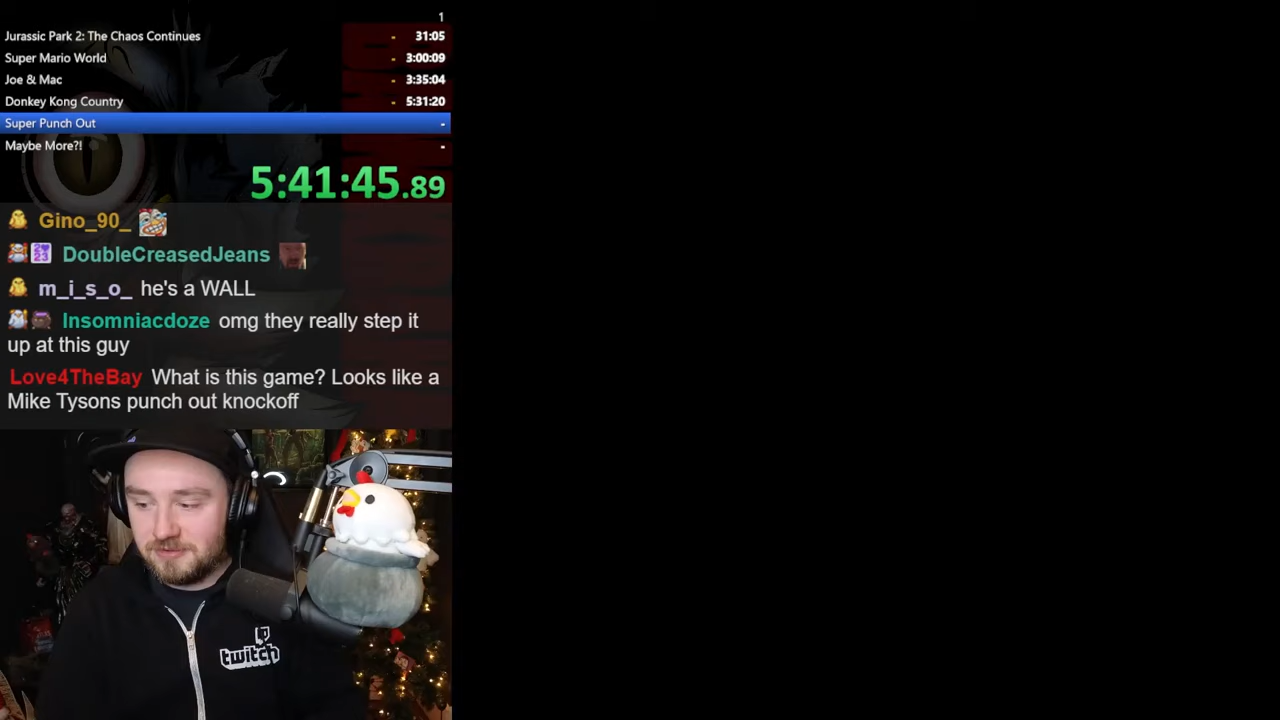 1
Jurassic Park 2: The Chaos Continues - 31:05
Super Mario World - 3:00:09
Joe & Mac - 3:35:04
Donkey Kong Country - 5:31:20
Super Punch Out -
Maybe More?! -
5:41:45.89
Gino_90_
DoubleCreasedJeans
m_i_s_o_ he's a WALL
Insomniacdoze omg they really step it
up at this guy
Love4TheBay What is this game? Looks like a
Mike Tysons punch out knockoff
twitch